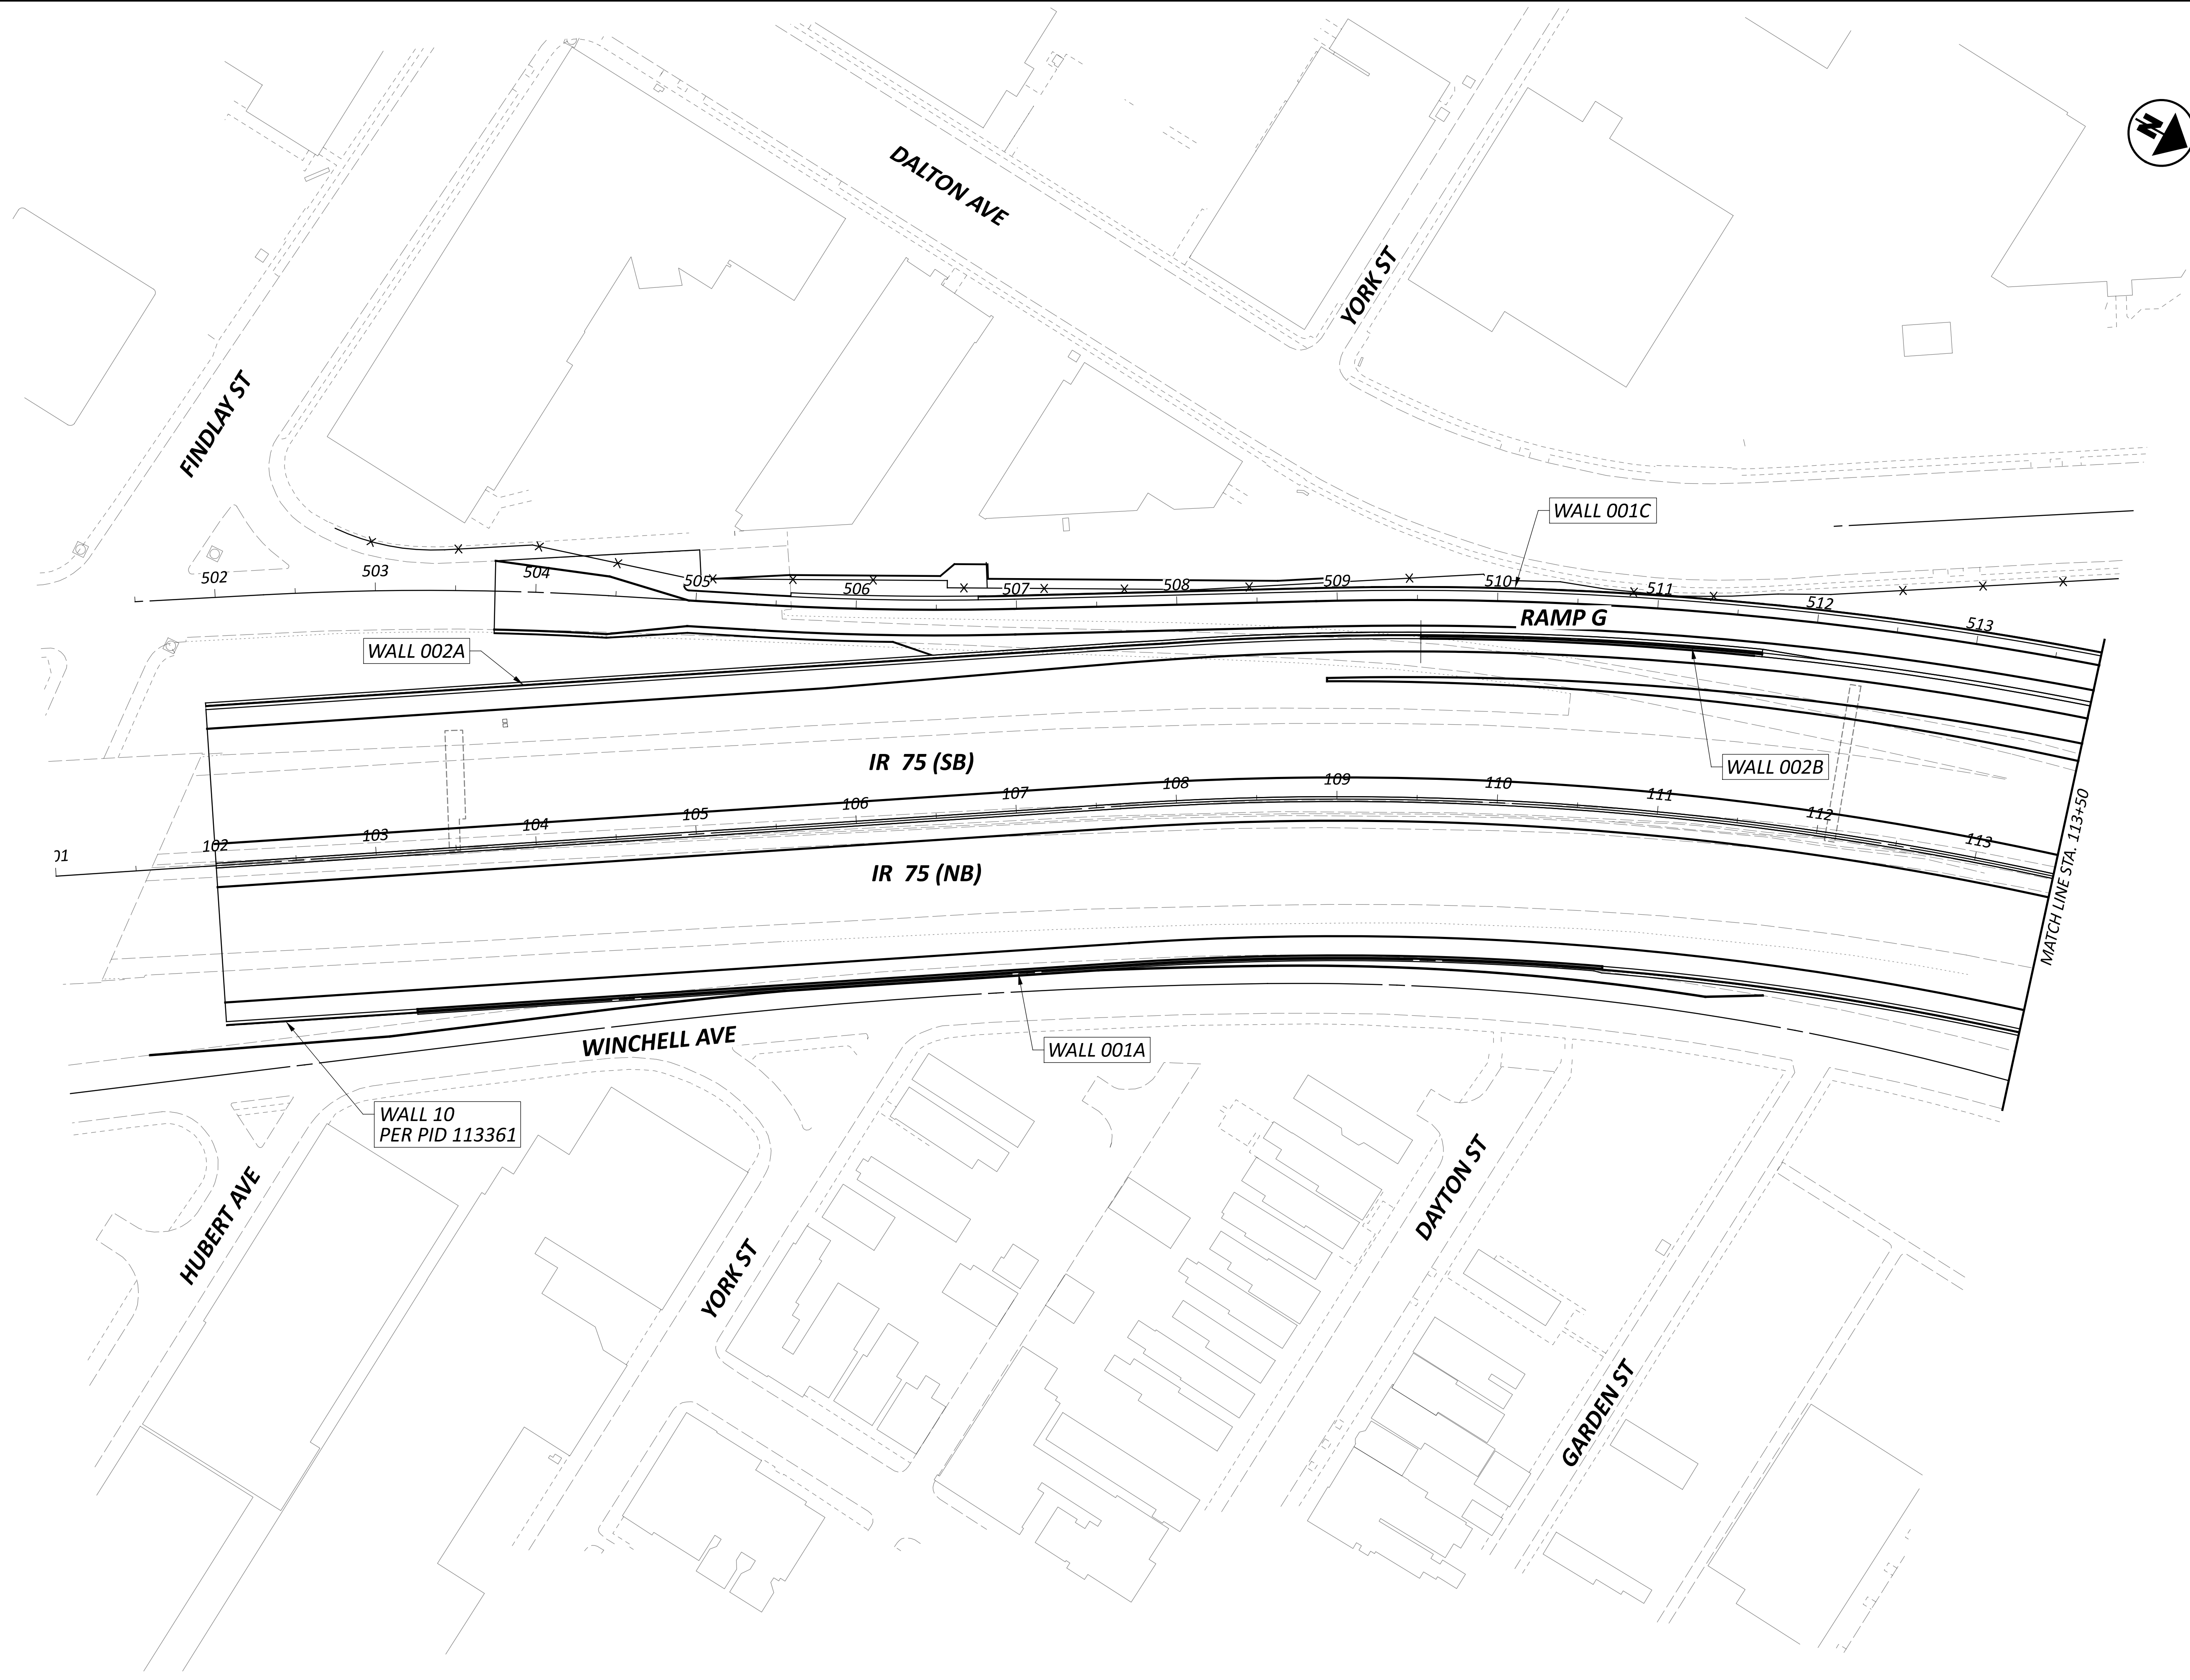 N
DALTON AVE
YORK ST
FINDLAY ST
WALL 001C
502
503
504
505
506
507
508
509
510
511
512
513
RAMP G
WALL 002A
WALL 002B
IR 75 (SB)
01
102
103
104
105
106
107
108
109
110
111
112
113
MATCH LINE STA. 113+50
IR 75 (NB)
WINCHELL AVE
WALL 001A
WALL 10
PER PID 113361
HUBERT AVE
YORK ST
DAYTON ST
GARDEN ST